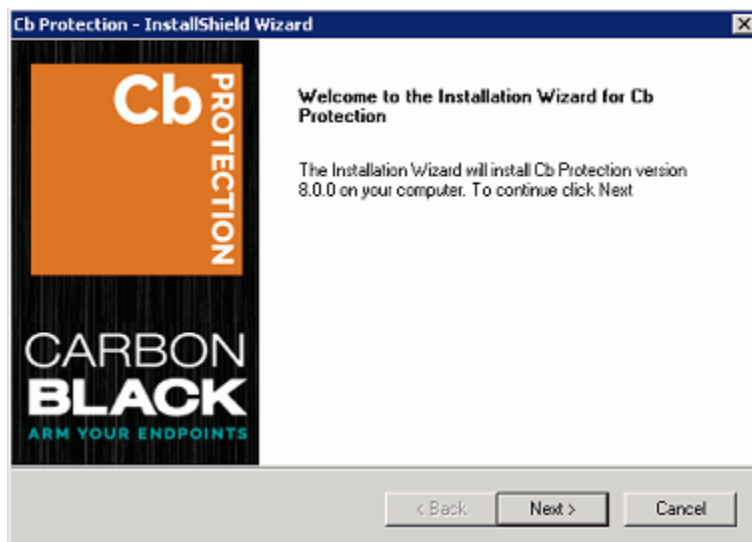 Cb Protection - InstallShield Wizard
Cb
PROTECTION
CARBON
BLACK
ARM YOUR ENDPOINTS
Welcome to the Installation Wizard for Cb
Protection
The Installation Wizard will install Cb Protection version
8.0.0 on your computer. To continue click Next
< Back
Next >
Cancel